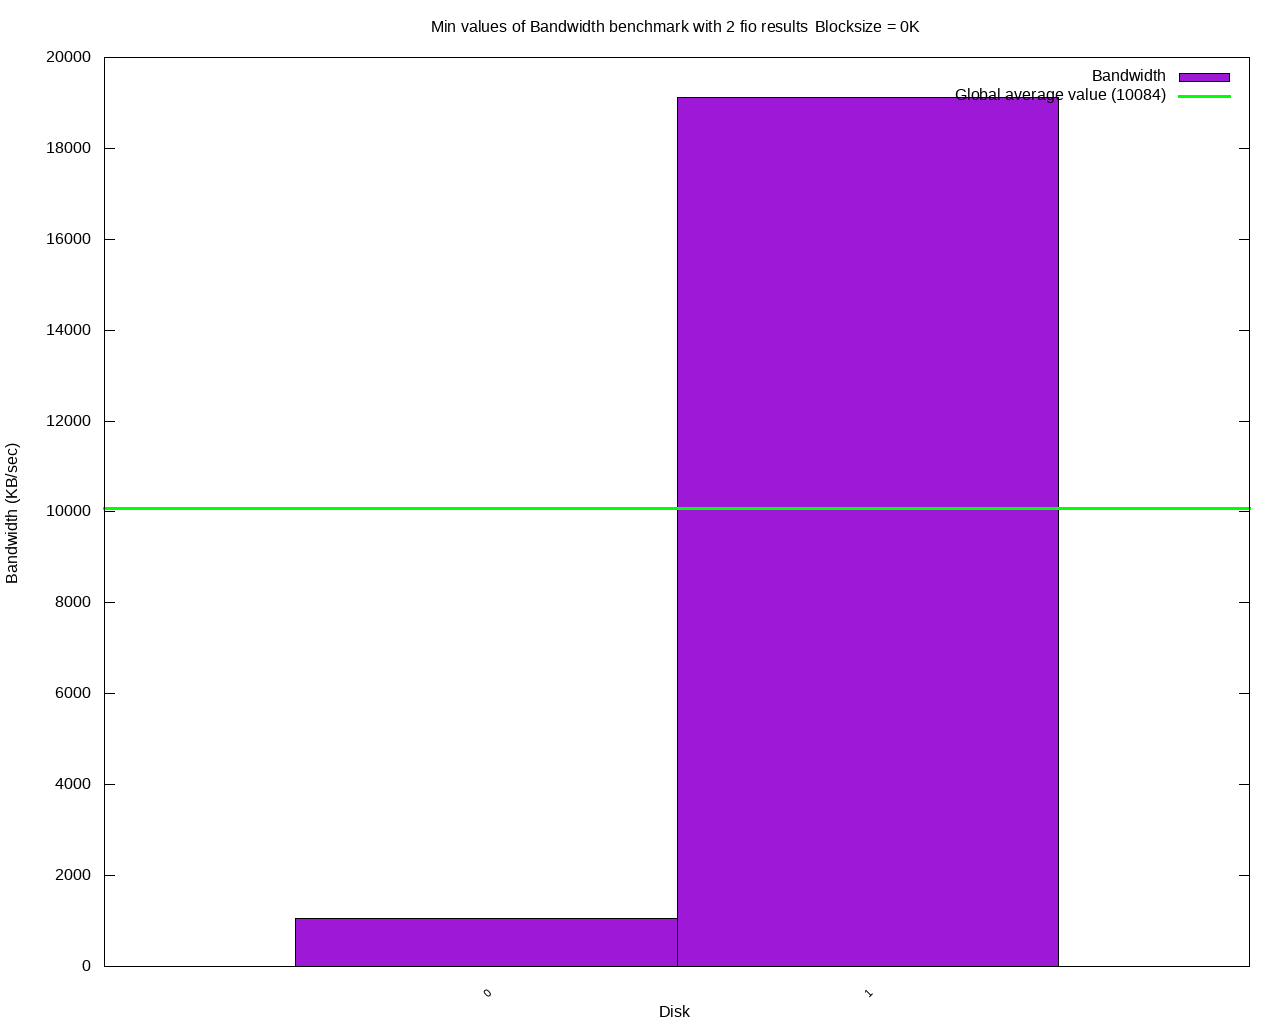 Min values of Bandwidth benchmark with 2 fio results Blocksize = 0K
20000
18000
16000
14000
12000
10000
8000
6000
4000
2000
0
Bandwidth (KB/sec)
Bandwidth
Global average value (10084)
0
1
Disk